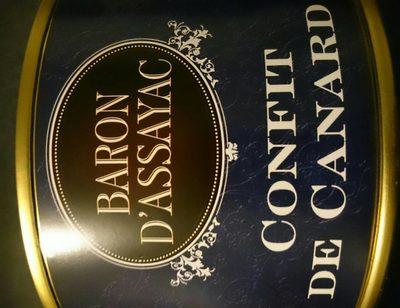 BARON
D'ASSAYAC
CONFIT
DE CANARD